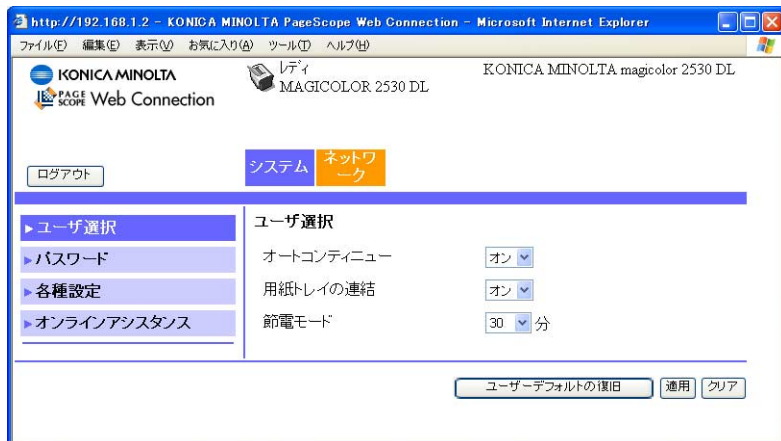 http://192.168.1.2 - KONICA MINOLTA PageScope Web Connection - Microsoft Internet Explorer
ファイル(F) 編集(E) 表示(V) お気に入り(A) ツール(T) ヘルプ(H)
KONICA MINOLTA
PAGE SCOPE Web Connection
レディ
MAGICOLOR 2530 DL
KONICA MINOLTA magicolor 2530 DL
ログアウト
システム
ネットワ
ーク
ユーザ選択
パスワード
各種設定
オンラインアシスタンス
ユーザ選択
オートコンティニュー オン
用紙トレイの連結 オン
節電モード 30 分
ユーザーデフォルトの復旧 適用 クリア